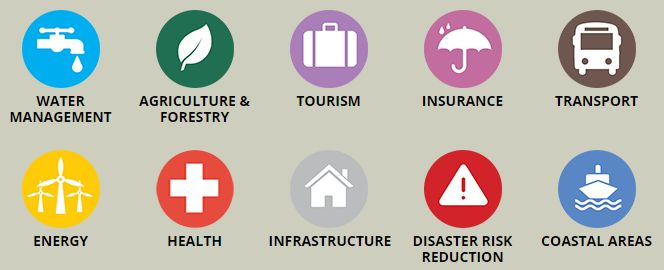 WATER
MANAGEMENT
AGRICULTURE &
FORESTRY
TOURISM
INSURANCE
TRANSPORT
ENERGY
HEALTH
INFRASTRUCTURE
DISASTER RISK
REDUCTION
COASTAL AREAS